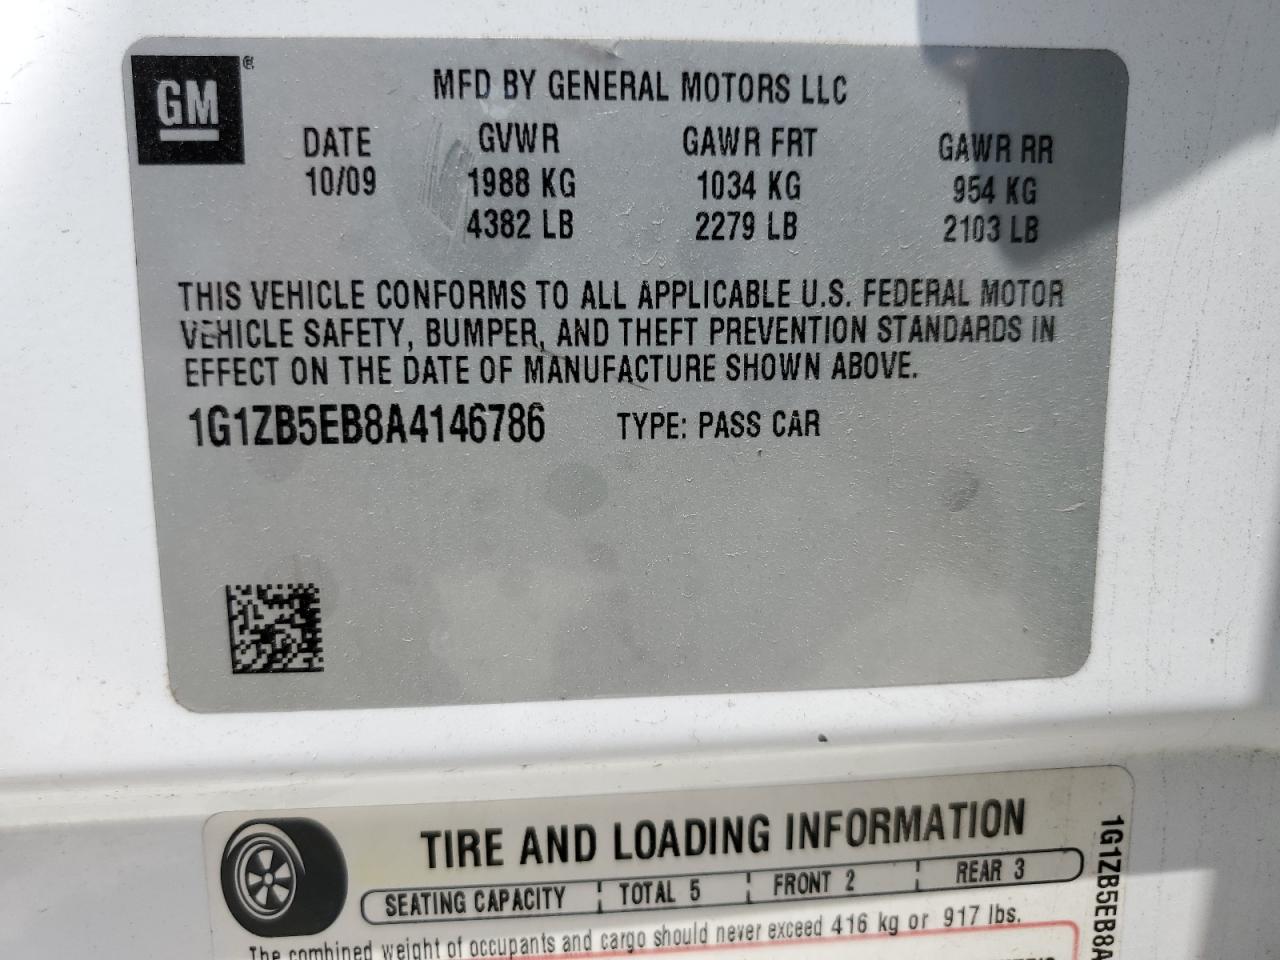 GM ®
MFD BY GENERAL MOTORS LLC
DATE GVWR GAWR FRT GAWR RR
10/09 1988 KG 1034 KG 954 KG
4382 LB 2279 LB 2103 LB
THIS VEHICLE CONFORMS TO ALL APPLICABLE U.S. FEDERAL MOTOR
VEHICLE SAFETY, BUMPER, AND THEFT PREVENTION STANDARDS IN
EFFECT ON THE DATE OF MANUFACTURE SHOWN ABOVE.
1G1ZB5EB8A4146786 TYPE: PASS CAR
TIRE AND LOADING INFORMATION
SEATING CAPACITY TOTAL 5 FRONT 2 REAR 3
The combined weight of occupants and cargo should never exceed 416 kg or 917 lbs.
1G1ZB5EB8A